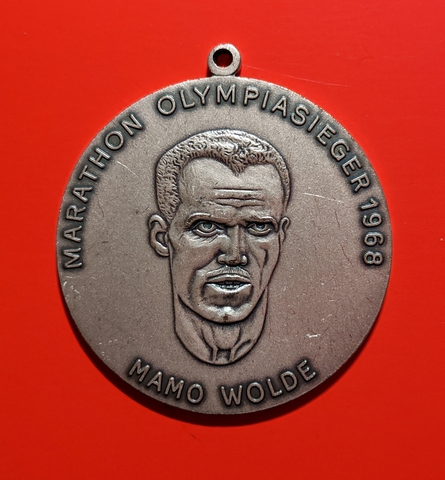 MARATHON OLYMPIASIEGER 1968
MAMO WOLDE